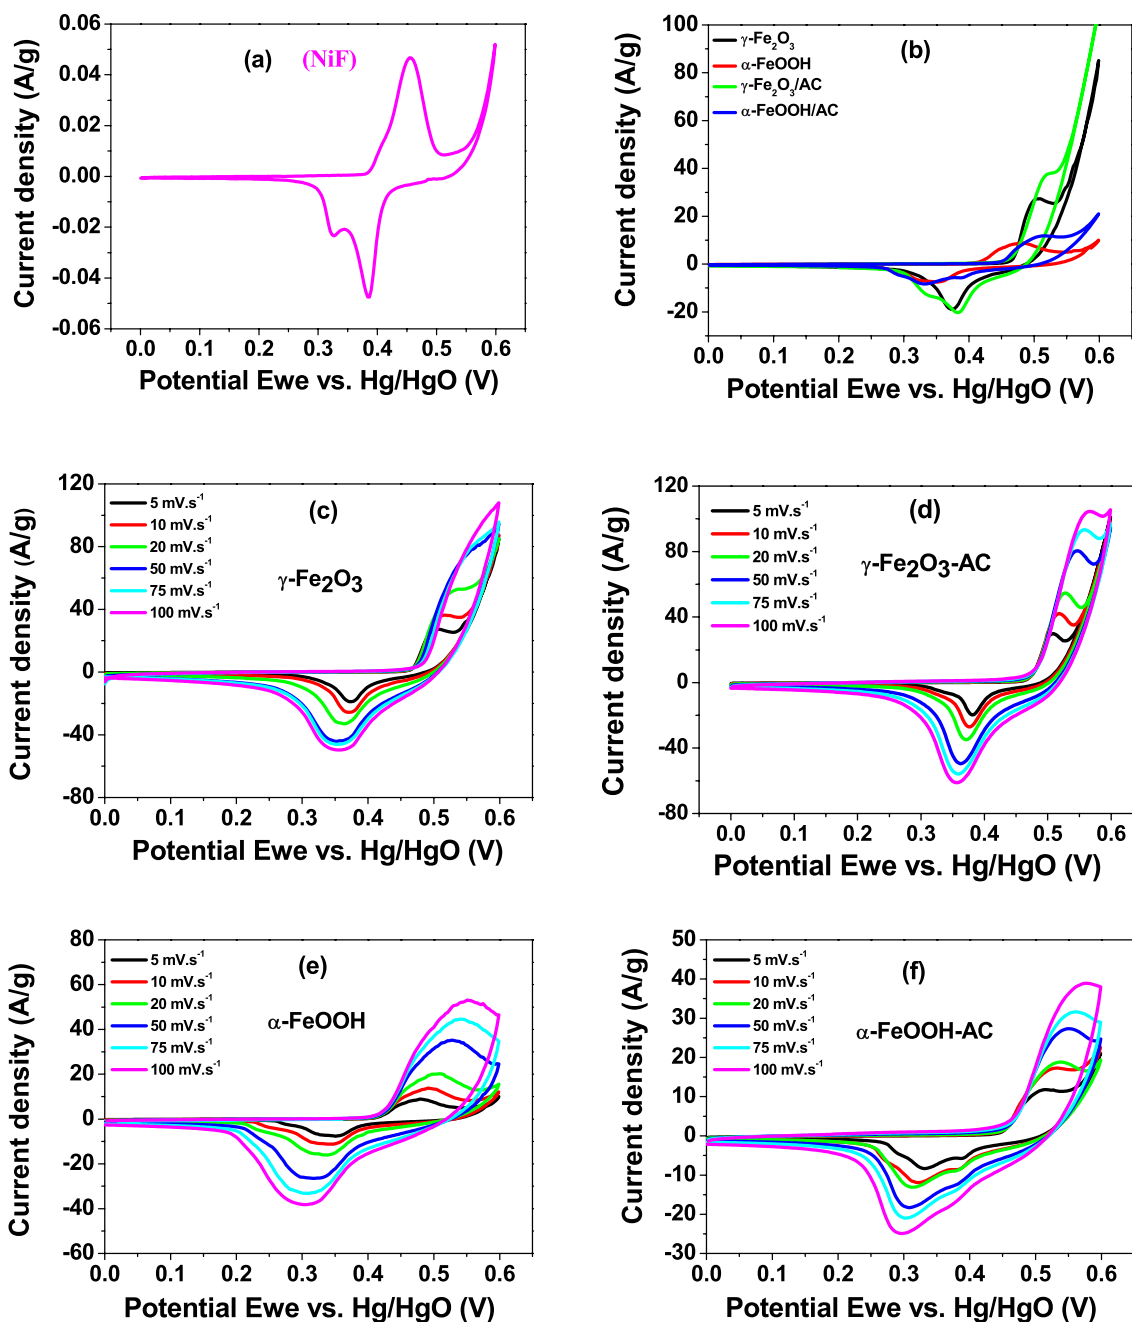 (a) (NiF)
Current density (A/g)
0.06
0.04
0.02
0.00
-0.02
-0.04
-0.06
0.0 0.1 0.2 0.3 0.4 0.5 0.6
Potential Ewe vs. Hg/HgO (V)
(b)
γ-Fe₂O₃
α-FeOOH
γ-Fe₂O₃/AC
α-FeOOH/AC
Current density (A/g)
100
80
60
40
20
0
-20
0.0 0.1 0.2 0.3 0.4 0.5 0.6
Potential Ewe vs. Hg/HgO (V)
(c)
5 mV.s⁻¹
10 mV.s⁻¹
20 mV.s⁻¹
50 mV.s⁻¹
75 mV.s⁻¹
100 mV.s⁻¹
γ-Fe₂O₃
Current density (A/g)
120
80
40
0
-40
-80
0.0 0.1 0.2 0.3 0.4 0.5 0.6
Potential Ewe vs. Hg/HgO (V)
(d)
5 mV.s⁻¹
10 mV.s⁻¹
20 mV.s⁻¹
50 mV.s⁻¹
75 mV.s⁻¹
100 mV.s⁻¹
γ-Fe₂O₃-AC
Current density (A/g)
120
80
40
0
-40
-80
0.0 0.1 0.2 0.3 0.4 0.5 0.6
Potential Ewe vs. Hg/HgO (V)
(e)
5 mV.s⁻¹
10 mV.s⁻¹
20 mV.s⁻¹
50 mV.s⁻¹
75 mV.s⁻¹
100 mV.s⁻¹
α-FeOOH
Current density (A/g)
80
60
40
20
0
-20
-40
-60
0.0 0.1 0.2 0.3 0.4 0.5 0.6
Potential Ewe vs. Hg/HgO (V)
(f)
5 mV.s⁻¹
10 mV.s⁻¹
20 mV.s⁻¹
50 mV.s⁻¹
75 mV.s⁻¹
100 mV.s⁻¹
α-FeOOH-AC
Current density (A/g)
50
40
30
20
10
0
-10
-20
-30
0.0 0.1 0.2 0.3 0.4 0.5 0.6
Potential Ewe vs. Hg/HgO (V)